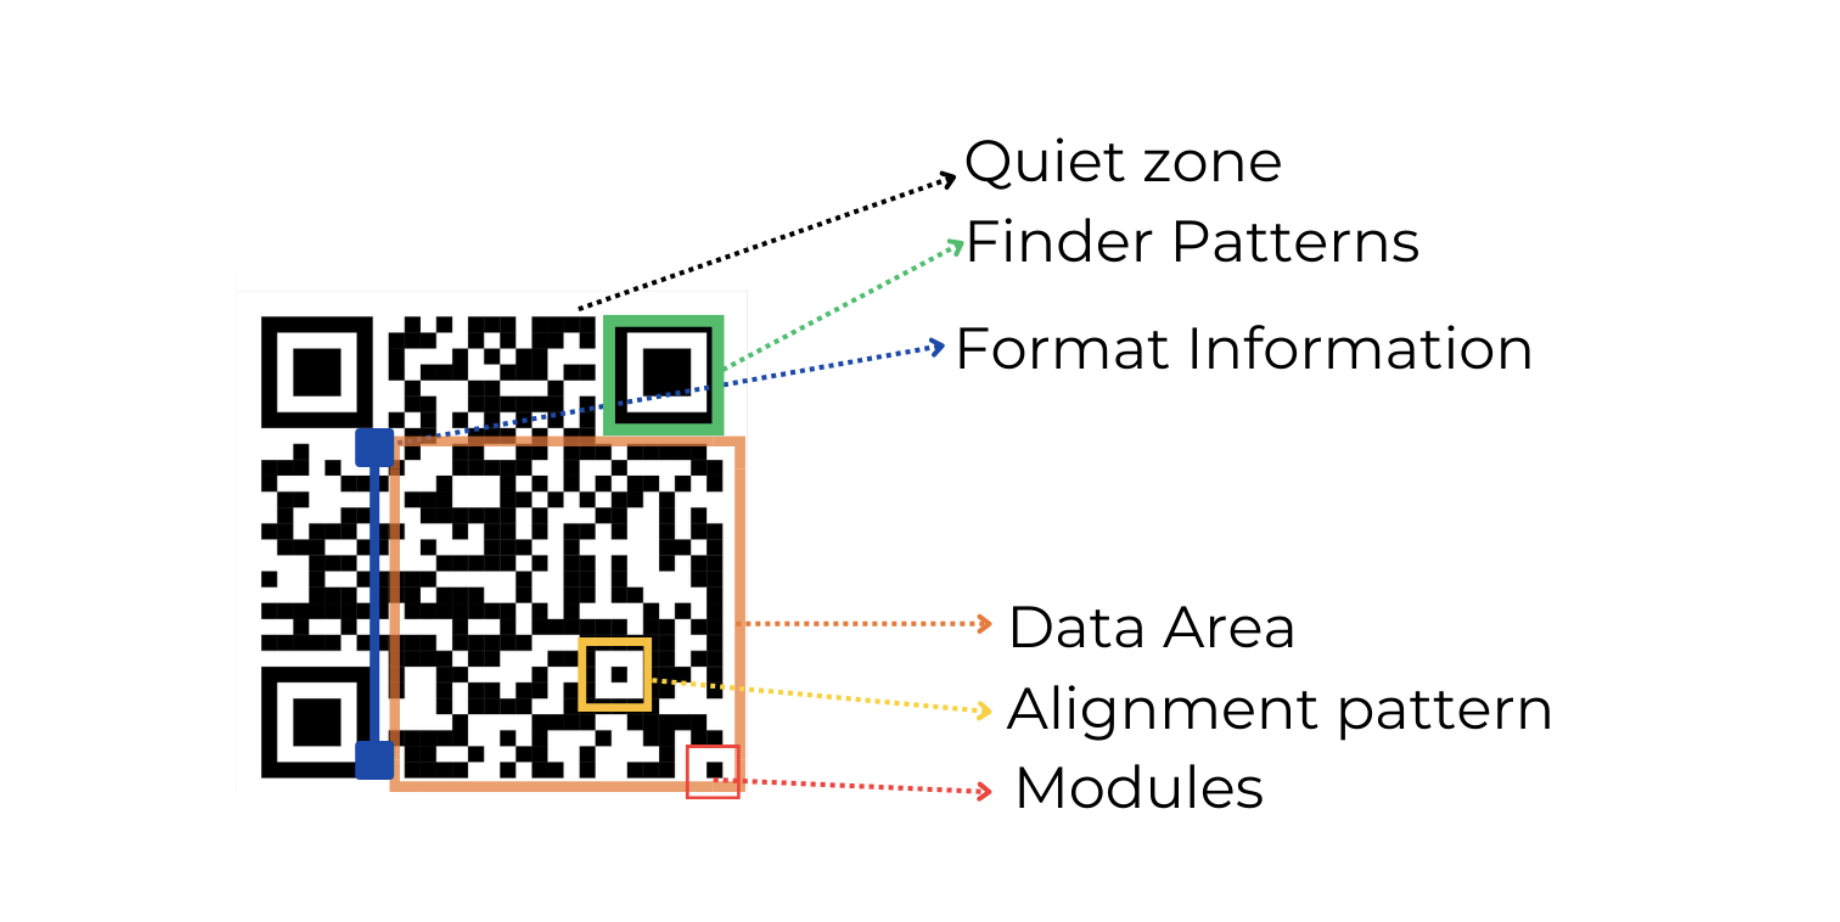 Quiet zone
Finder Patterns
Format Information
Data Area
Alignment pattern
Modules